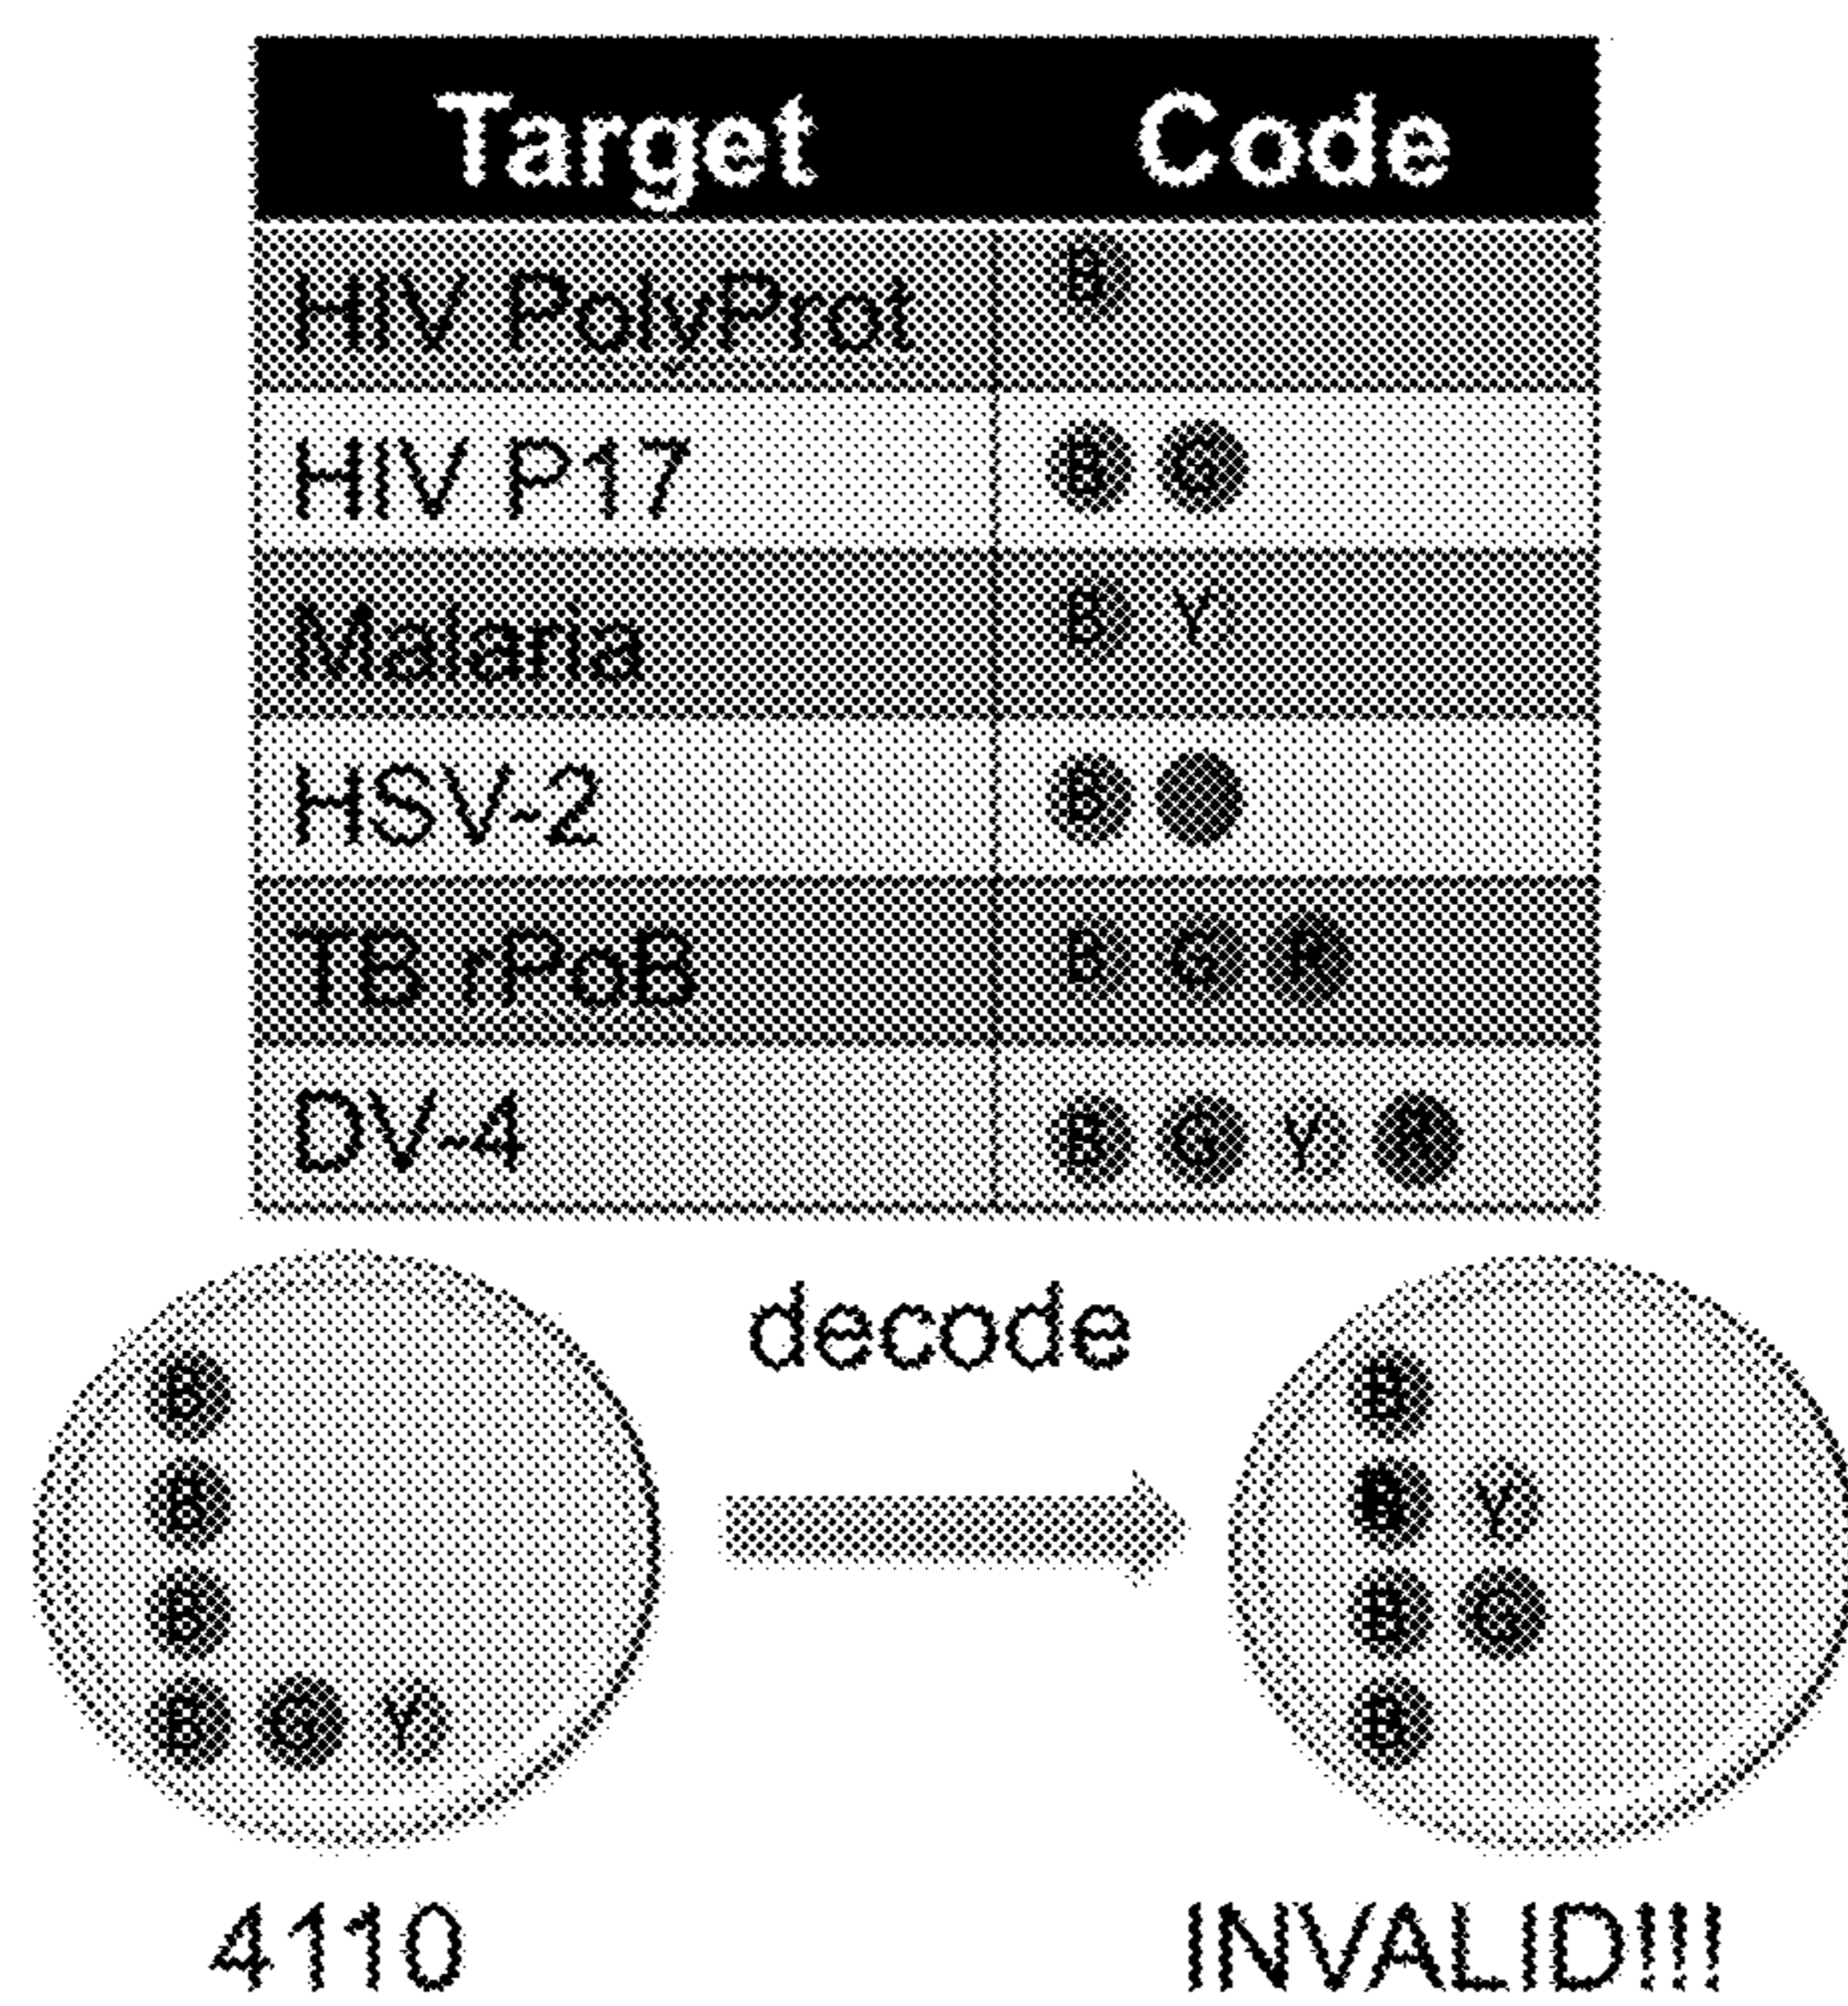 Target Code
HIV PolyProt B
HIV P17 B G
Malaria B Y
HSV-2 B
TB rPoB B G R
DV-4 B G Y R
decode
B
B
B
B G Y
B
B Y
B G
B
4110
INVALID!!!